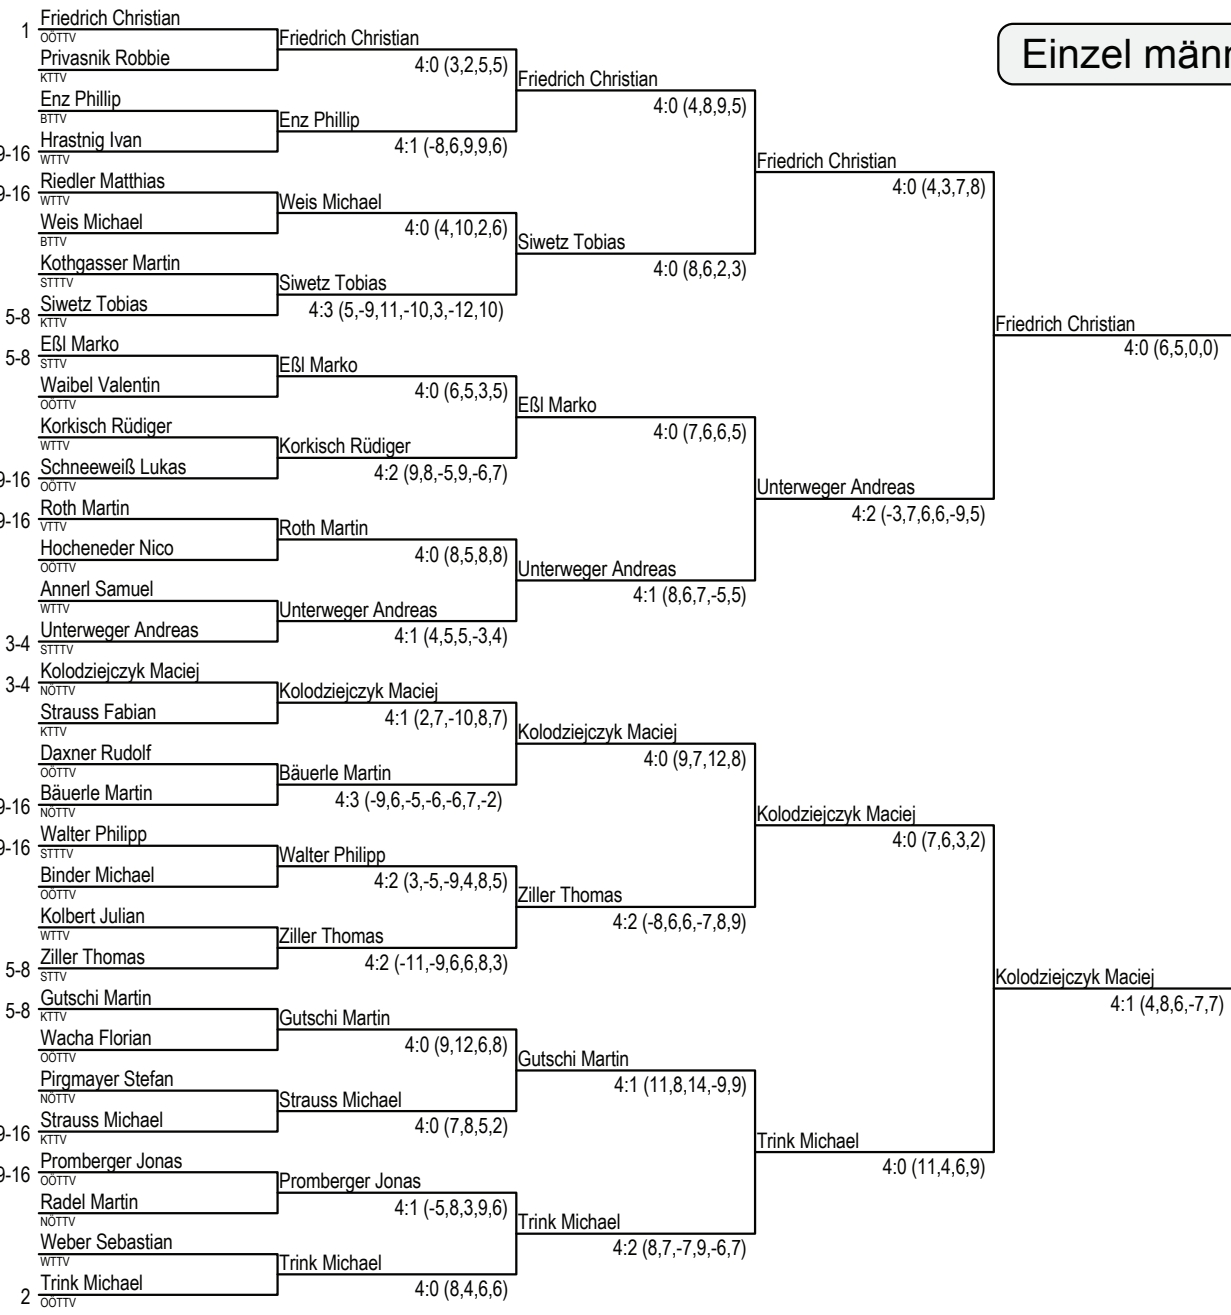 Einzel männ
1 Friedrich Christian
OÖTTV
Privasnik Robbie
KTTV
Enz Phillip
BTTV
9-16 Hrastnig Ivan
WTTV
9-16 Riedler Matthias
WTTV
Weis Michael
BTTV
Kothgasser Martin
STTTV
5-8 Siwetz Tobias
KTTV
5-8 Eßl Marko
STTV
Waibel Valentin
OÖTTV
Korkisch Rüdiger
WTTV
9-16 Schneeweiß Lukas
OÖTTV
9-16 Roth Martin
VTTV
Hocheneder Nico
OÖTTV
Annerl Samuel
WTTV
3-4 Unterweger Andreas
STTTV
3-4 Kolodziejczyk Maciej
NÖTTV
Strauss Fabian
KTTV
Daxner Rudolf
OÖTTV
9-16 Bäuerle Martin
NÖTTV
9-16 Walter Philipp
STTTV
Binder Michael
OÖTTV
Kolbert Julian
WTTV
5-8 Ziller Thomas
STTV
5-8 Gutschi Martin
KTTV
Wacha Florian
OÖTTV
Pirgmayer Stefan
NÖTTV
9-16 Strauss Michael
KTTV
9-16 Promberger Jonas
OÖTTV
Radel Martin
NÖTTV
Weber Sebastian
WTTV
2 Trink Michael
OÖTTV
Friedrich Christian
4:0 (3,2,5,5)
Enz Phillip
4:1 (-8,6,9,9,6)
Weis Michael
4:0 (4,10,2,6)
Siwetz Tobias
4:3 (5,-9,11,-10,3,-12,10)
Eßl Marko
4:0 (6,5,3,5)
Korkisch Rüdiger
4:2 (9,8,-5,9,-6,7)
Roth Martin
4:0 (8,5,8,8)
Unterweger Andreas
4:1 (4,5,5,-3,4)
Kolodziejczyk Maciej
4:1 (2,7,-10,8,7)
Bäuerle Martin
4:3 (-9,6,-5,-6,-6,7,-2)
Walter Philipp
4:2 (3,-5,-9,4,8,5)
Ziller Thomas
4:2 (-11,-9,6,6,8,3)
Gutschi Martin
4:0 (9,12,6,8)
Strauss Michael
4:0 (7,8,5,2)
Promberger Jonas
4:1 (-5,8,3,9,6)
Trink Michael
4:0 (8,4,6,6)
Friedrich Christian
4:0 (4,8,9,5)
Siwetz Tobias
4:0 (8,6,2,3)
Eßl Marko
4:0 (7,6,6,5)
Unterweger Andreas
4:1 (8,6,7,-5,5)
Kolodziejczyk Maciej
4:0 (9,7,12,8)
Ziller Thomas
4:2 (-8,6,6,-7,8,9)
Gutschi Martin
4:1 (11,8,14,-9,9)
Trink Michael
4:2 (8,7,-7,9,-6,7)
Friedrich Christian
4:0 (4,3,7,8)
Unterweger Andreas
4:2 (-3,7,6,6,-9,5)
Kolodziejczyk Maciej
4:0 (7,6,3,2)
Trink Michael
4:0 (11,4,6,9)
Friedrich Christian
4:0 (6,5,0,0)
Kolodziejczyk Maciej
4:1 (4,8,6,-7,7)